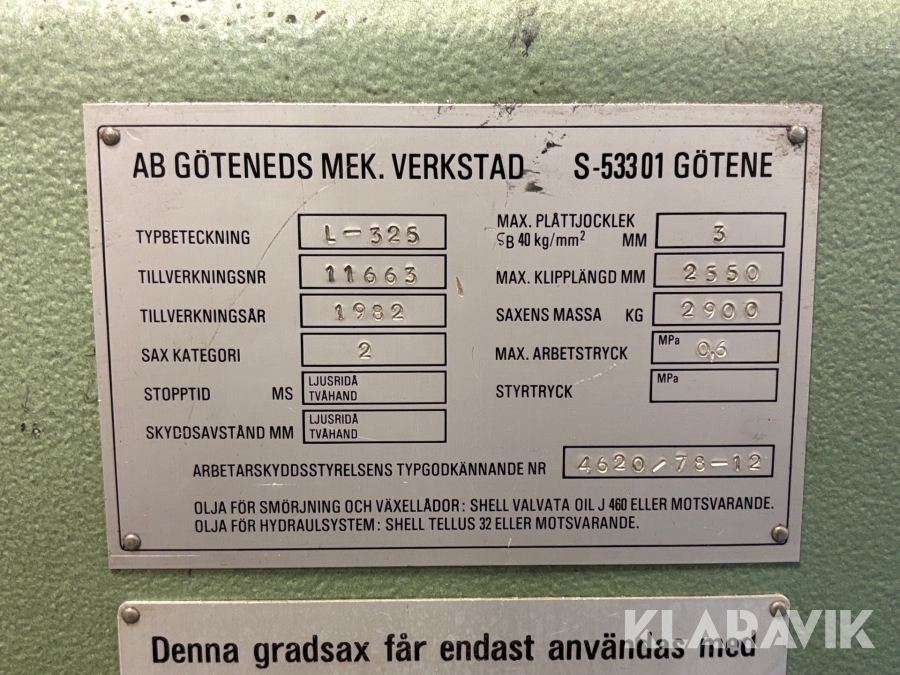 AB GÖTENEDS MEK. VERKSTAD S-53301 GÖTENE
TYPBETECKNING L-325
TILLVERKNINGSNR 11663
TILLVERKNINGSÅR 1982
SAX KATEGORI 2
STOPPTID MS LJUSRIDÅ
TVÅHAND
SKYDDSAVSTÅND MM LJUSRIDÅ
TVÅHAND
MAX. PLÅTTJOCKLEK
SB 40 kg/mm² MM 3
MAX. KLIPPLÄNGD MM 2550
SAXENS MASSA KG 2900
MAX. ARBETSTRYCK MPa 0,6
STYRTRYCK MPa
ARBETARSKYDDSSTYRELSENS TYPGODKÄNNANDE NR 4620/78-12
OLJA FÖR SMÖRJNING OCH VÄXELLÅDOR: SHELL VALVATA OIL J 460 ELLER MOTSVARANDE.
OLJA FÖR HYDRAULSYSTEM: SHELL TELLUS 32 ELLER MOTSVARANDE.
Denna gradsax får endast användas med
KLARAVIK